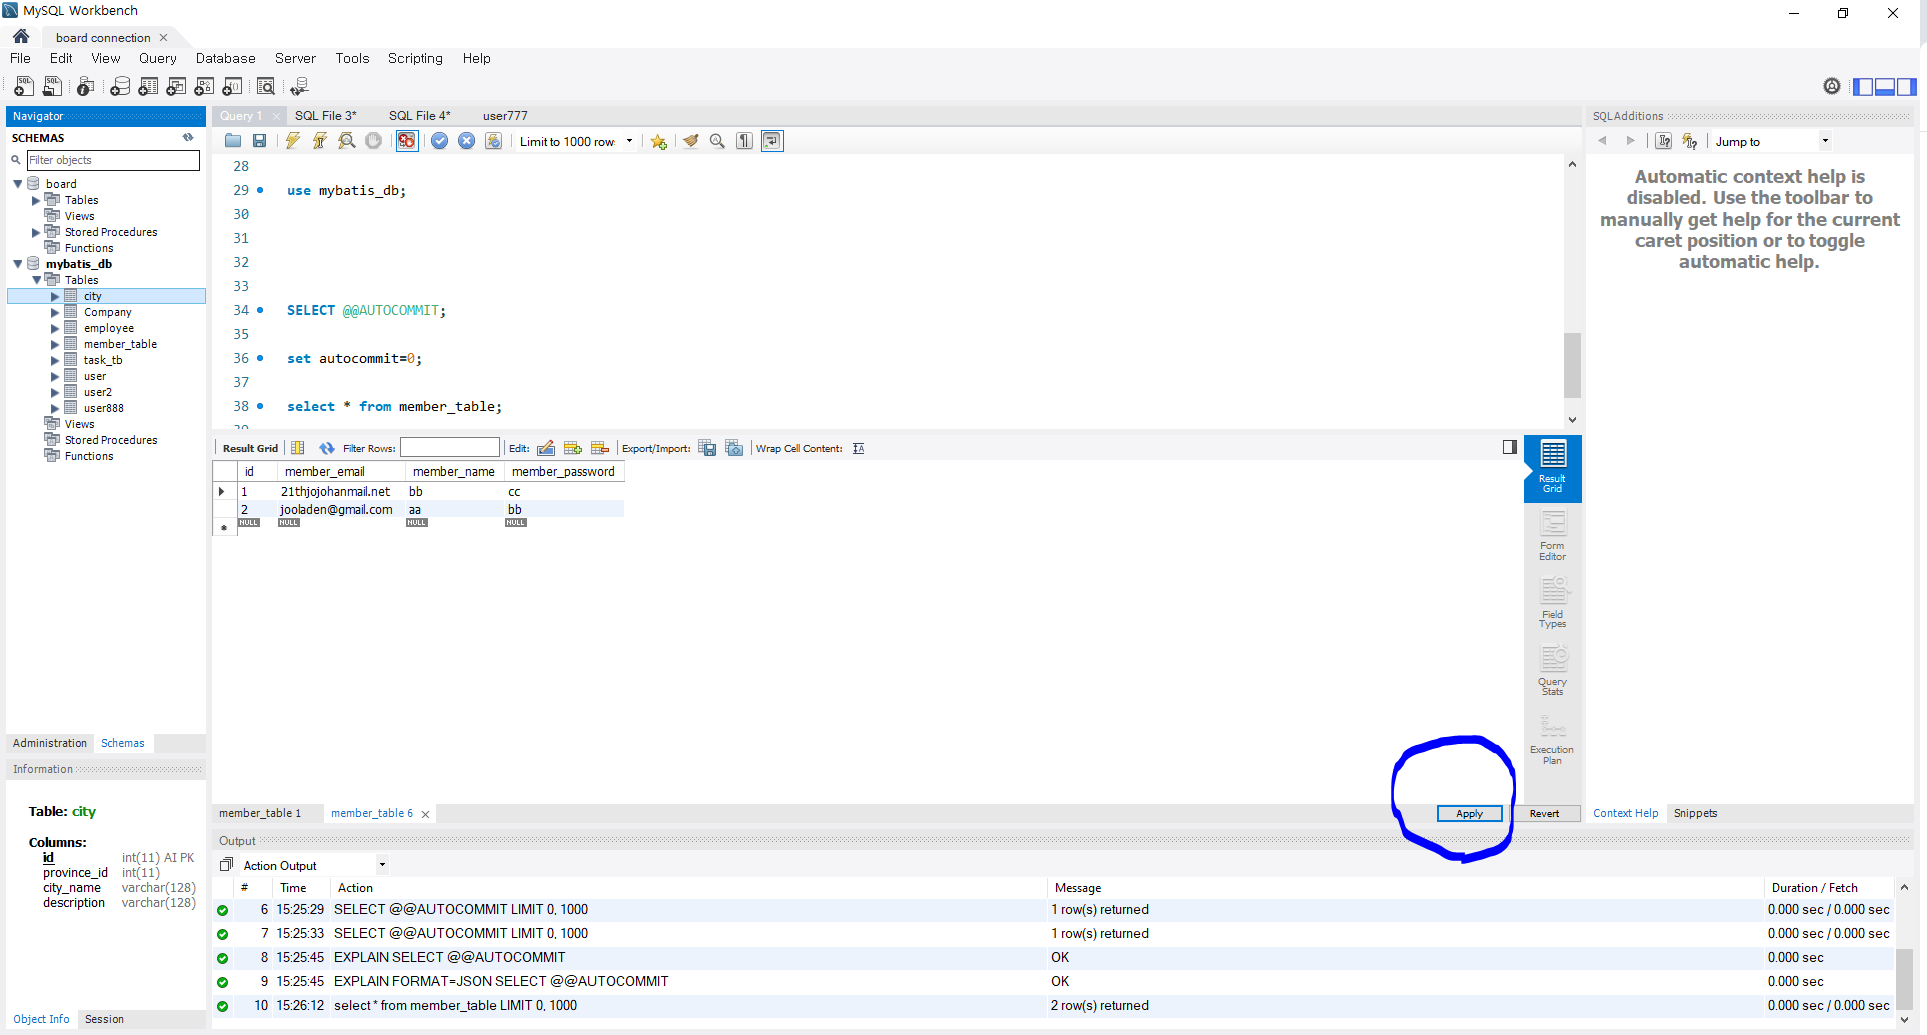 MySQL Workbench
board connection
File Edit View Query Database Server Tools Scripting Help
Navigator
SCHEMAS
Filter objects
board
Tables
Views
Stored Procedures
Functions
mybatis_db
Tables
city
Company
employee
member_table
task_tb
user
user2
user888
Views
Stored Procedures
Functions
Administration Schemas
Information
Table: city
Columns:
id int(11) AI PK
province_id int(11)
city_name varchar(128)
description varchar(128)
Object Info Session
Query 1 SQL File 3* SQL File 4* user777
Limit to 1000 row:
28
29 use mybatis_db;
30
31
32
33
34 SELECT @@AUTOCOMMIT;
35
36 set autocommit=0;
37
38 select * from member_table;
Result Grid Filter Rows: Edit: Export/Import: Wrap Cell Content:
id member_email member_name member_password
1 21thjojohanmail.net bb cc
2 jooladen@gmail.com aa bb
NULL NULL NULL NULL
Result
Grid
Form
Editor
Field
Types
Query
Stats
Execution
Plan
member_table 1 member_table 6 Apply Revert
Output
Action Output
# Time Action Message Duration / Fetch
6 15:25:29 SELECT @@AUTOCOMMIT LIMIT 0, 1000 1 row(s) returned 0.000 sec / 0.000 sec
7 15:25:33 SELECT @@AUTOCOMMIT LIMIT 0, 1000 1 row(s) returned 0.000 sec / 0.000 sec
8 15:25:45 EXPLAIN SELECT @@AUTOCOMMIT OK 0.000 sec
9 15:25:45 EXPLAIN FORMAT=JSON SELECT @@AUTOCOMMIT OK 0.000 sec
10 15:26:12 select * from member_table LIMIT 0, 1000 2 row(s) returned 0.000 sec / 0.000 sec
SQLAdditions
Jump to
Automatic context help is
disabled. Use the toolbar to
manually get help for the current
caret position or to toggle
automatic help.
Context Help Snippets